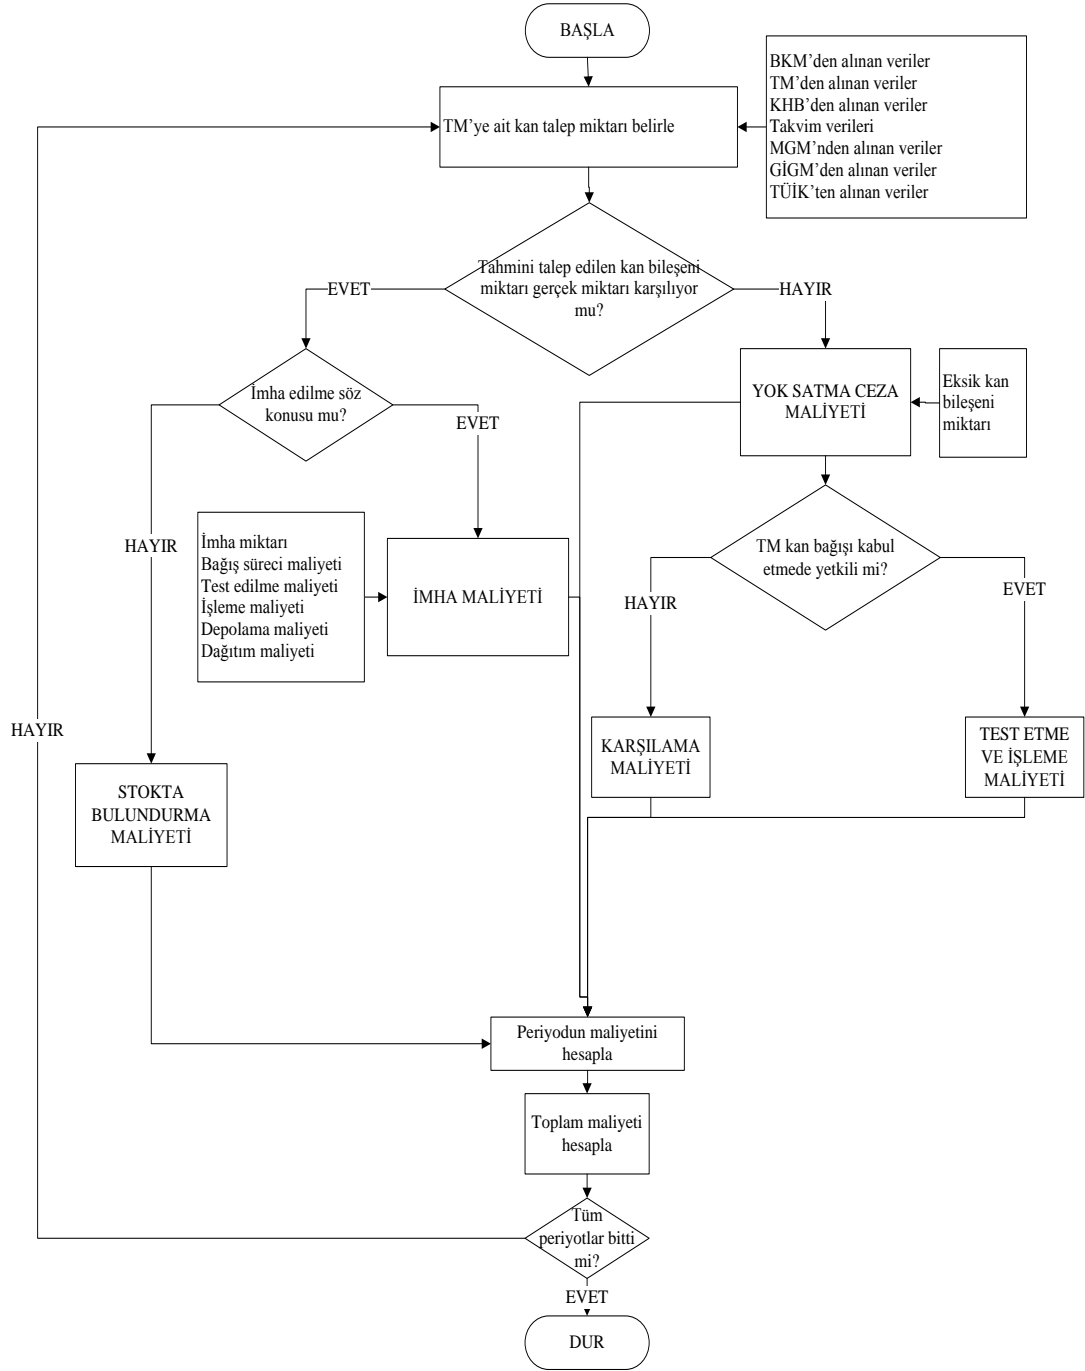 BAŞLA
TM'ye ait kan talep miktarı belirle
BKM'den alınan veriler
TM'den alınan veriler
KHB'den alınan veriler
Takvim verileri
MGM'nden alınan veriler
GİGM'den alınan veriler
TÜİK'ten alınan veriler
Tahmini talep edilen kan bileşeni
miktarı gerçek miktarı karşılıyor
mu?
EVET
HAYIR
İmha edilme söz
konusu mu?
EVET
HAYIR
YOK SATMA CEZA
MALİYETİ
Eksik kan
bileşeni
miktarı
İmha miktarı
Bağış süreci maliyeti
Test edilme maliyeti
İşleme maliyeti
Depolama maliyeti
Dağıtım maliyeti
İMHA MALİYETİ
TM kan bağışı kabul
etmede yetkili mi?
HAYIR
EVET
KARŞILAMA
MALİYETİ
TEST ETME
VE İŞLEME
MALİYETİ
HAYIR
STOKTA
BULUNDURMA
MALİYETİ
Periyodun maliyetini
hesapla
Toplam maliyeti
hesapla
Tüm
periyotlar bitti
mi?
EVET
DUR